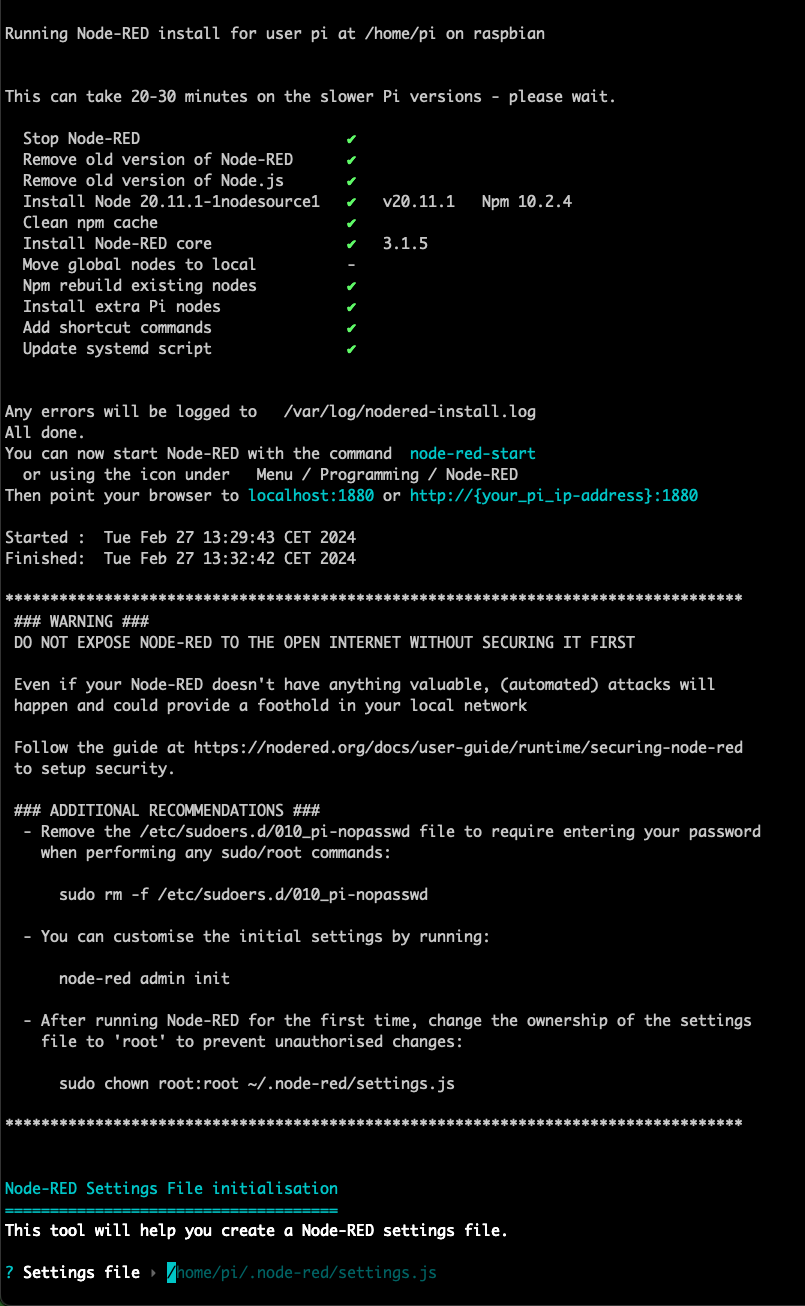 Running Node-RED install for user pi at /home/pi on raspbian
This can take 20-30 minutes on the slower Pi versions - please wait.
Stop Node-RED ✔
Remove old version of Node-RED ✔
Remove old version of Node.js ✔
Install Node 20.11.1-1nodesource1 ✔ v20.11.1 Npm 10.2.4
Clean npm cache ✔
Install Node-RED core ✔ 3.1.5
Move global nodes to local -
Npm rebuild existing nodes ✔
Install extra Pi nodes ✔
Add shortcut commands ✔
Update systemd script ✔
Any errors will be logged to /var/log/nodered-install.log
All done.
You can now start Node-RED with the command node-red-start
or using the icon under Menu / Programming / Node-RED
Then point your browser to localhost:1880 or http://{your_pi_ip-address}:1880
Started : Tue Feb 27 13:29:43 CET 2024
Finished: Tue Feb 27 13:32:42 CET 2024
**********************************************************************************
### WARNING ###
DO NOT EXPOSE NODE-RED TO THE OPEN INTERNET WITHOUT SECURING IT FIRST
Even if your Node-RED doesn't have anything valuable, (automated) attacks will
happen and could provide a foothold in your local network
Follow the guide at https://nodered.org/docs/user-guide/runtime/securing-node-red
to setup security.
### ADDITIONAL RECOMMENDATIONS ###
- Remove the /etc/sudoers.d/010_pi-nopasswd file to require entering your password
when performing any sudo/root commands:
sudo rm -f /etc/sudoers.d/010_pi-nopasswd
- You can customise the initial settings by running:
node-red admin init
- After running Node-RED for the first time, change the ownership of the settings
file to 'root' to prevent unauthorised changes:
sudo chown root:root ~/.node-red/settings.js
**********************************************************************************
Node-RED Settings File initialisation
=====================================
This tool will help you create a Node-RED settings file.
? Settings file ‣ /home/pi/.node-red/settings.js